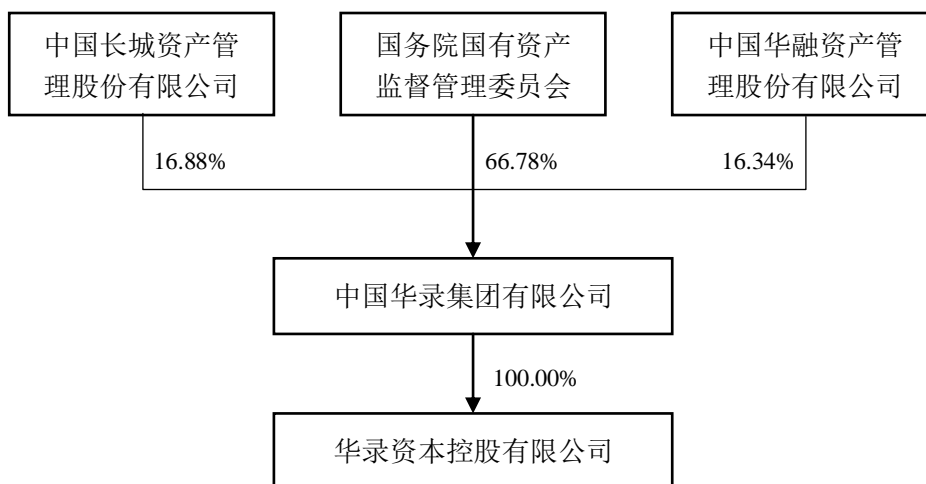 中国长城资产管
理股份有限公司
国务院国有资产
监督管理委员会
中国华融资产管
理股份有限公司
16.88%
66.78%
16.34%
中国华录集团有限公司
100.00%
华录资本控股有限公司